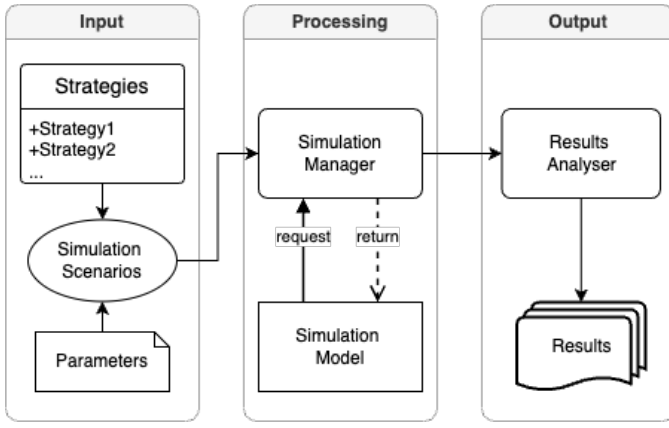 Input
Strategies
+Strategy1
+Strategy2
...
Simulation
Scenarios
Parameters
Processing
Simulation
Manager
request
return
Simulation
Model
Output
Results
Analyser
Results